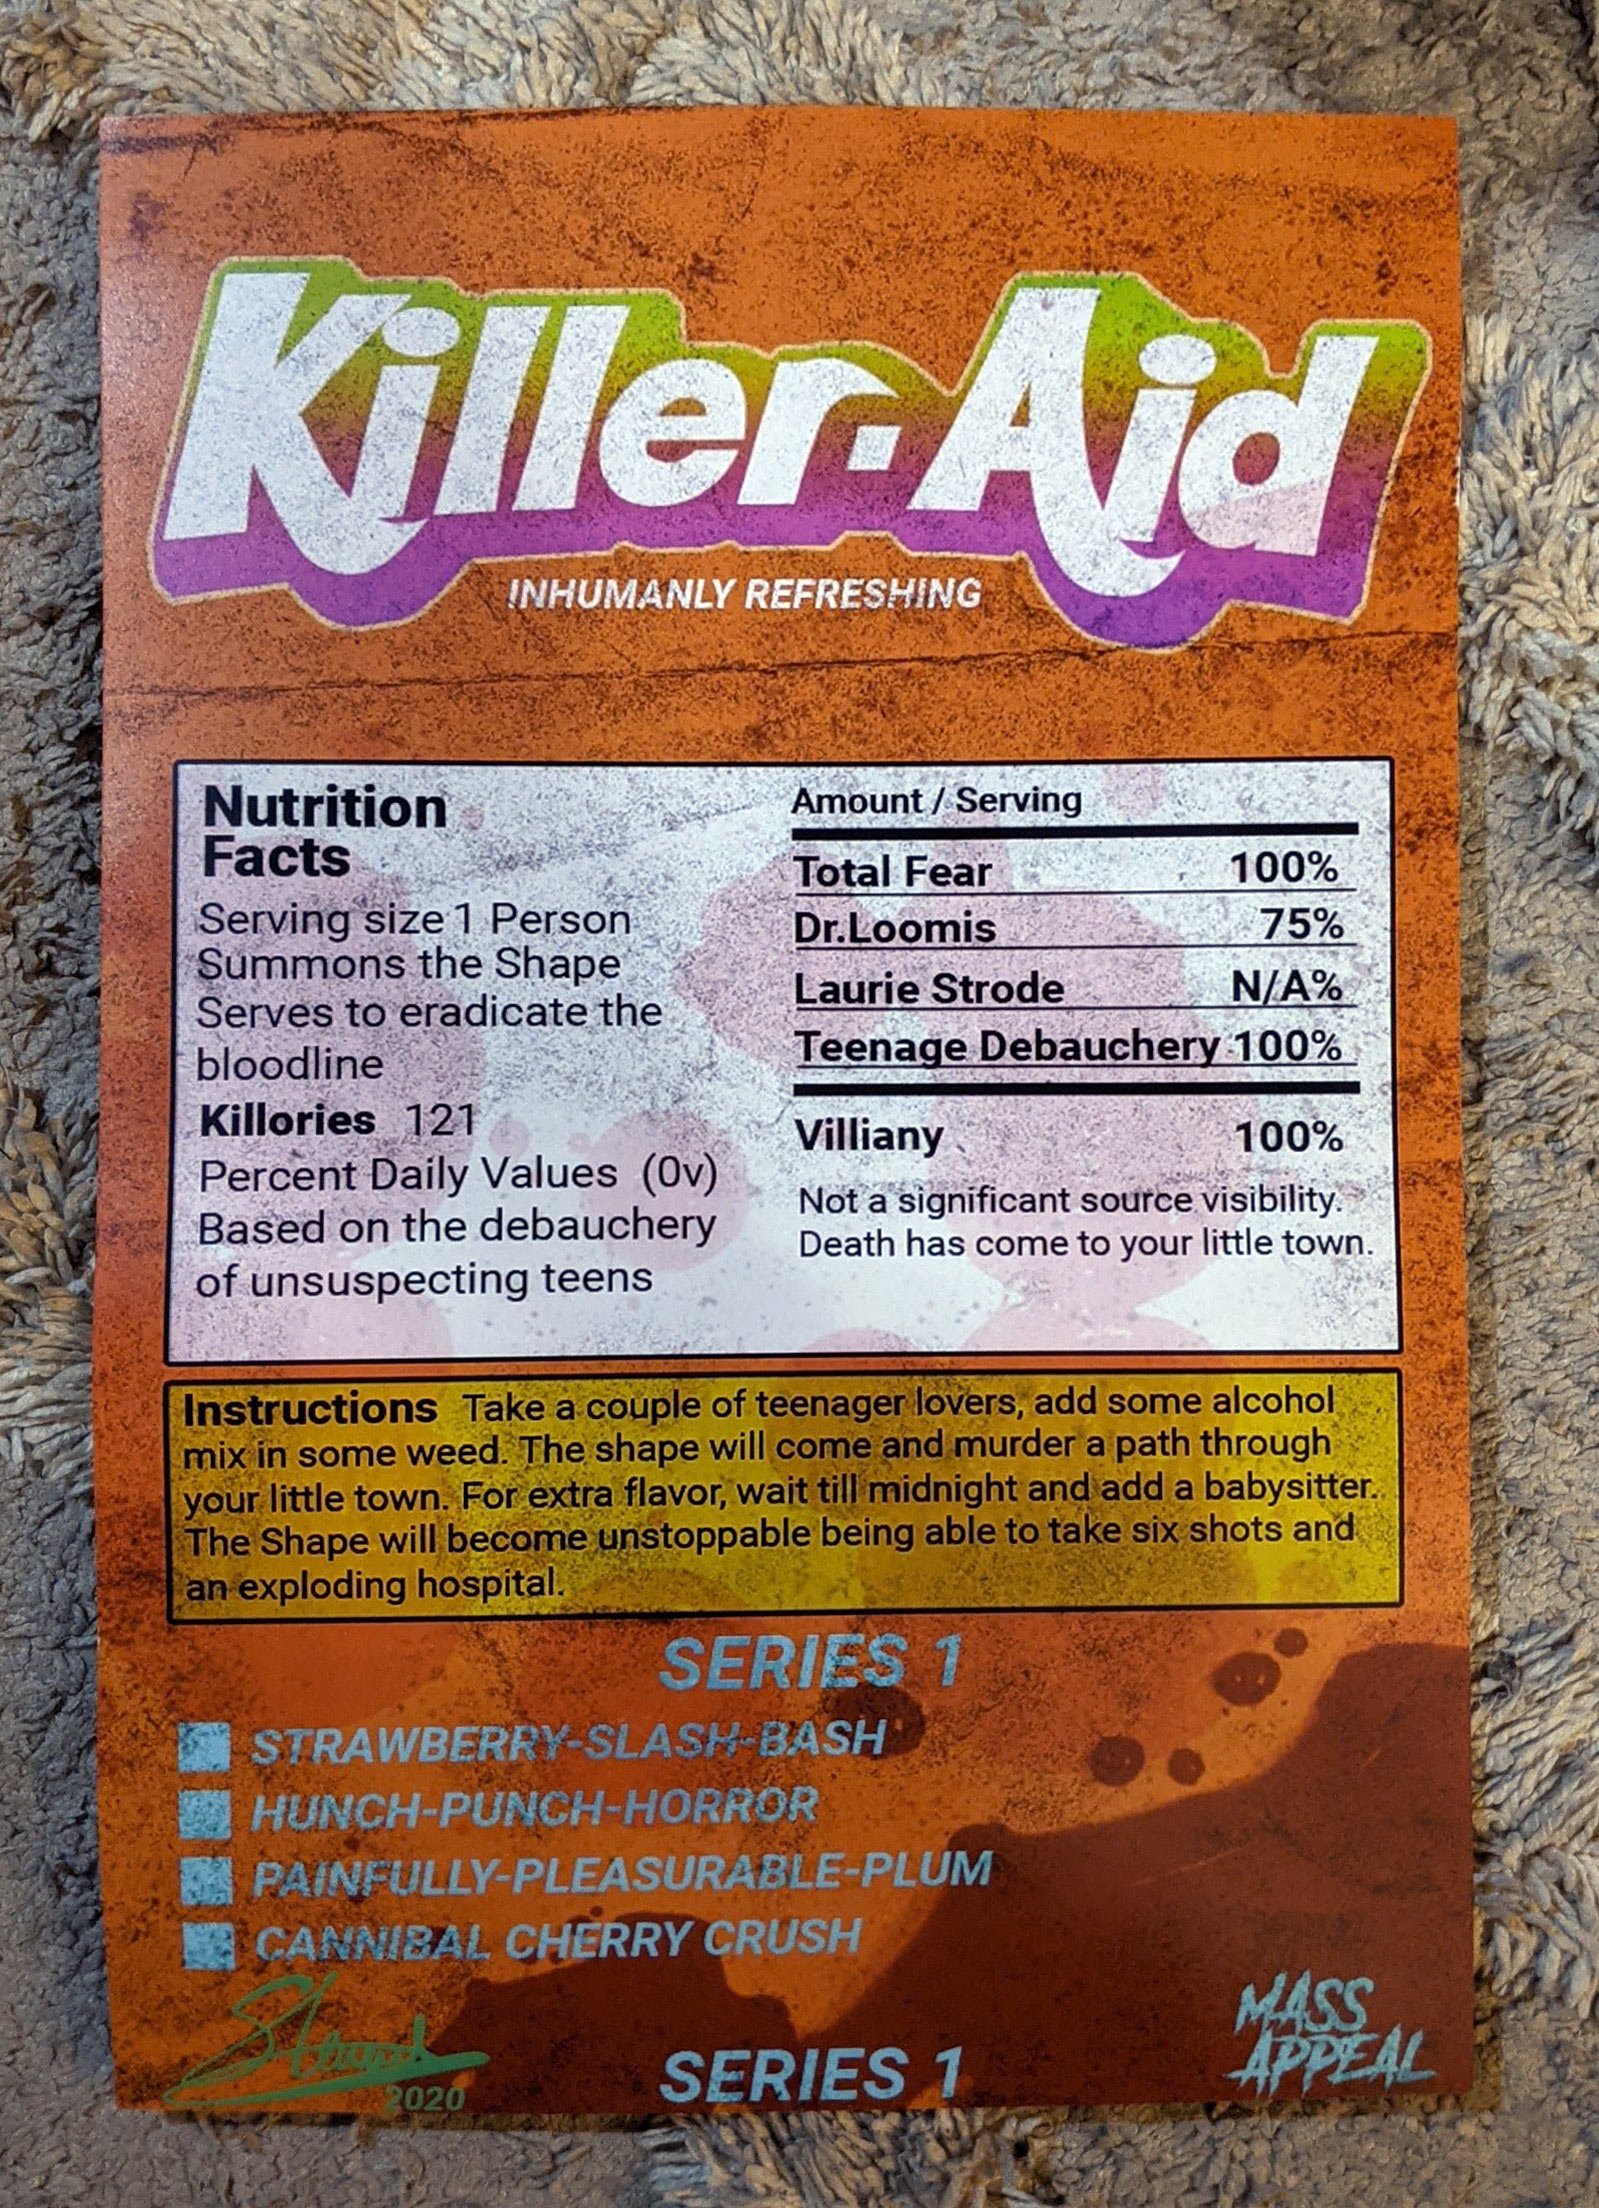 Killer-Aid
INHUMANLY REFRESHING
Nutrition
Facts
Serving size 1 Person
Summons the Shape
Serves to eradicate the
bloodline
Killories 121
Percent Daily Values (0v)
Based on the debauchery
of unsuspecting teens
Amount / Serving
Total Fear 100%
Dr.Loomis 75%
Laurie Strode N/A%
Teenage Debauchery 100%
Villiany 100%
Not a significant source visibility.
Death has come to your little town.
Instructions Take a couple of teenager lovers, add some alcohol
mix in some weed. The shape will come and murder a path through
your little town. For extra flavor, wait till midnight and add a babysitter.
The Shape will become unstoppable being able to take six shots and
an exploding hospital.
SERIES 1
STRAWBERRY-SLASH-BASH
HUNCH-PUNCH-HORROR
PAINFULLY-PLEASURABLE-PLUM
CANNIBAL CHERRY CRUSH
2020
SERIES 1
MASS
APPEAL